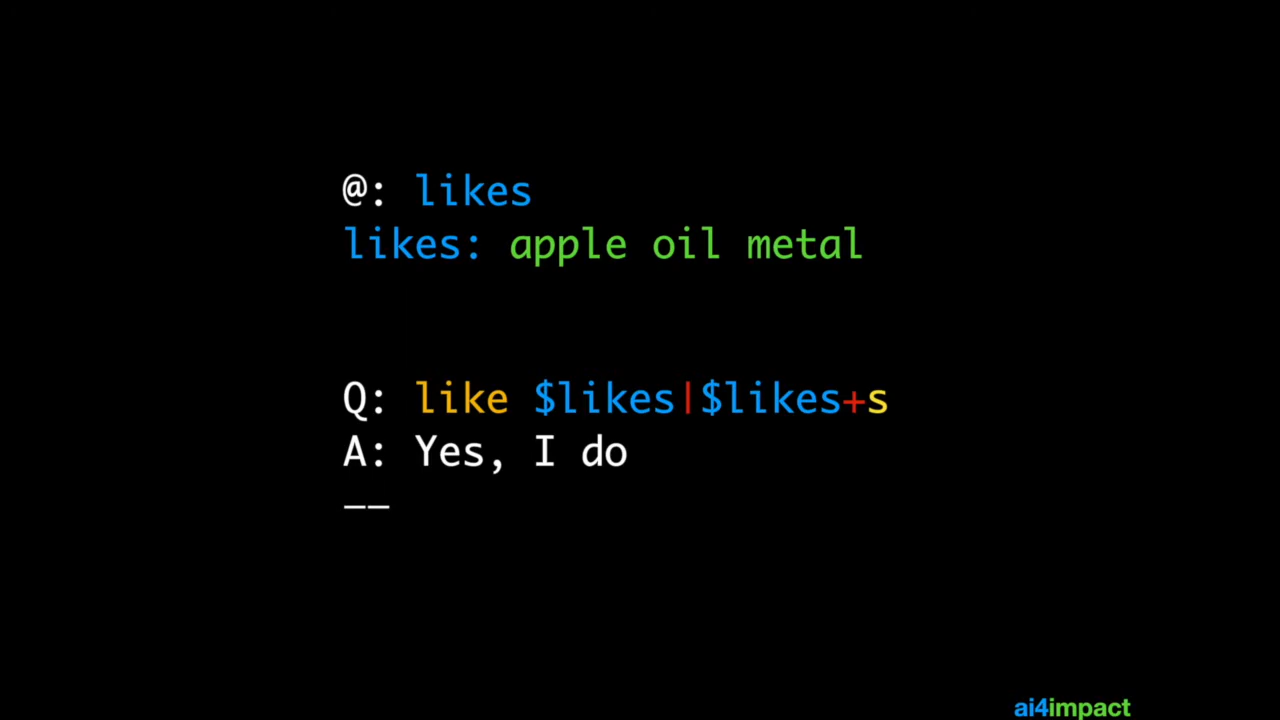 @: likes
likes: apple oil metal
Q: like $likes|$likes+s
A: Yes, I do
--
ai4impact